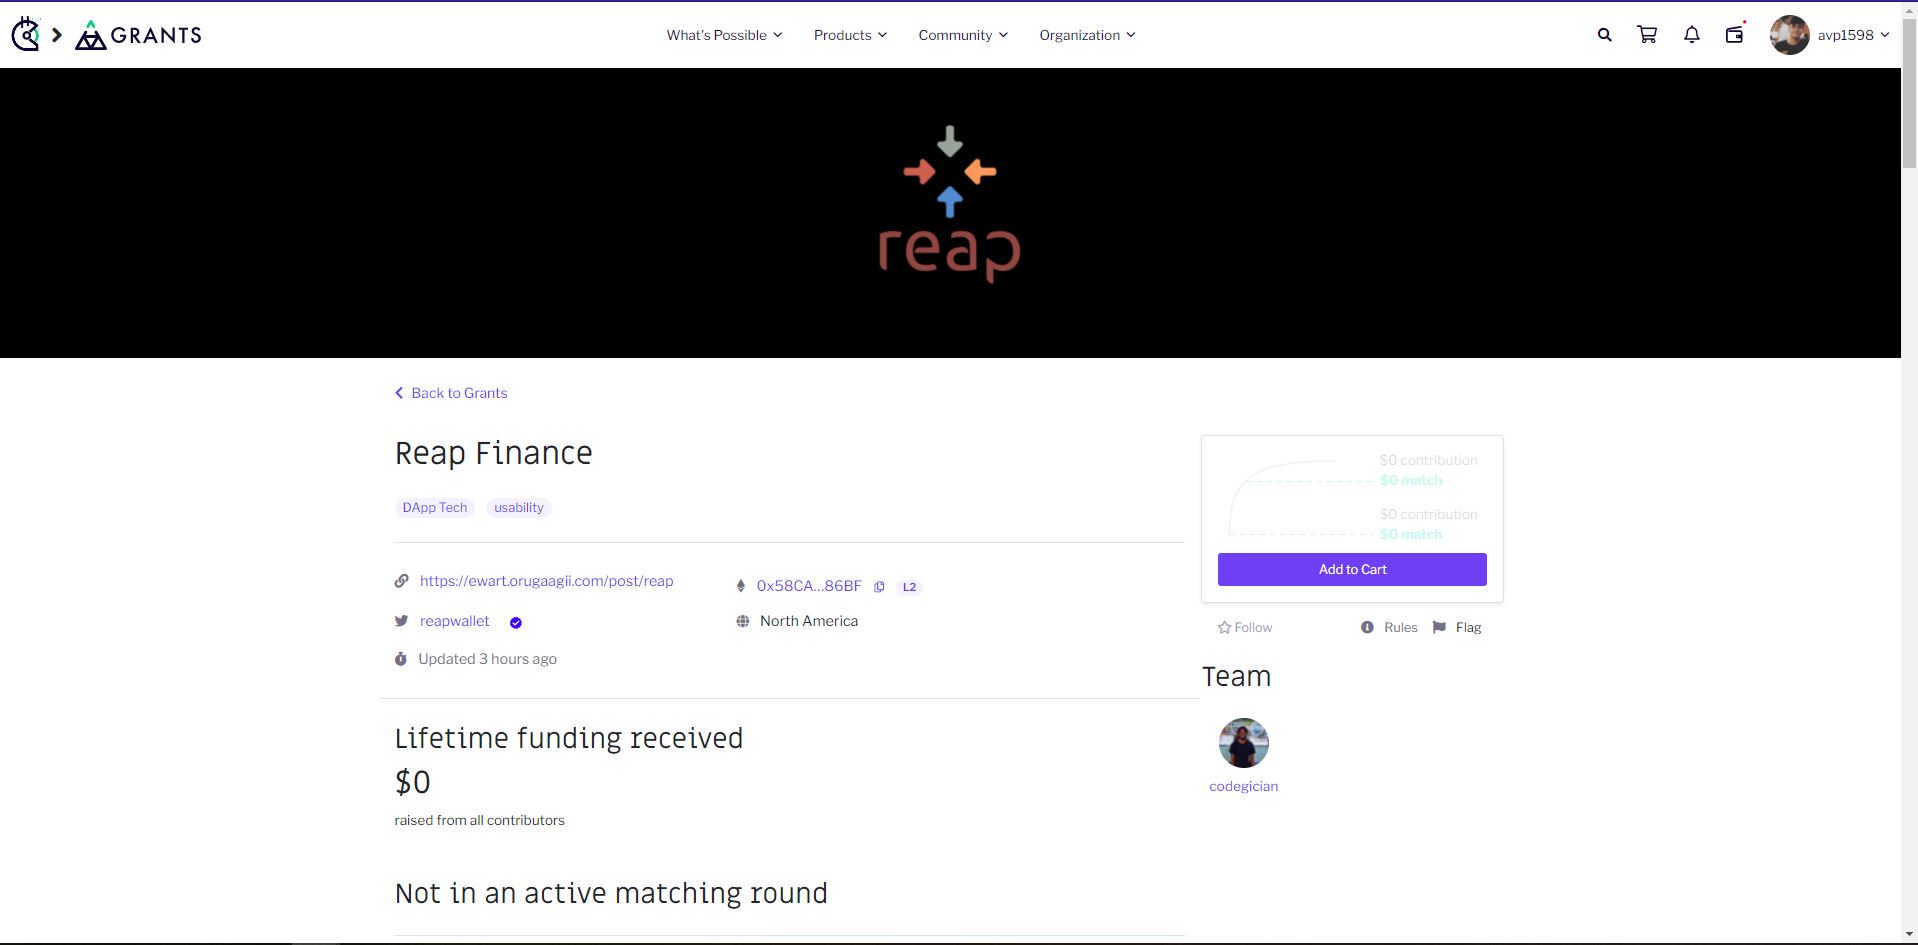 GRANTS
What's Possible
Products
Community
Organization
avp1598
reap
Back to Grants
Reap Finance
DApp Tech
usability
https://ewart.orugaagii.com/post/reap
0x58CA...86BF
L2
reapwallet
North America
Updated 3 hours ago
$0 contribution
$0 match
$0 contribution
$0 match
Add to Cart
Follow
Rules
Flag
Team
codegician
Lifetime funding received
$0
raised from all contributors
Not in an active matching round